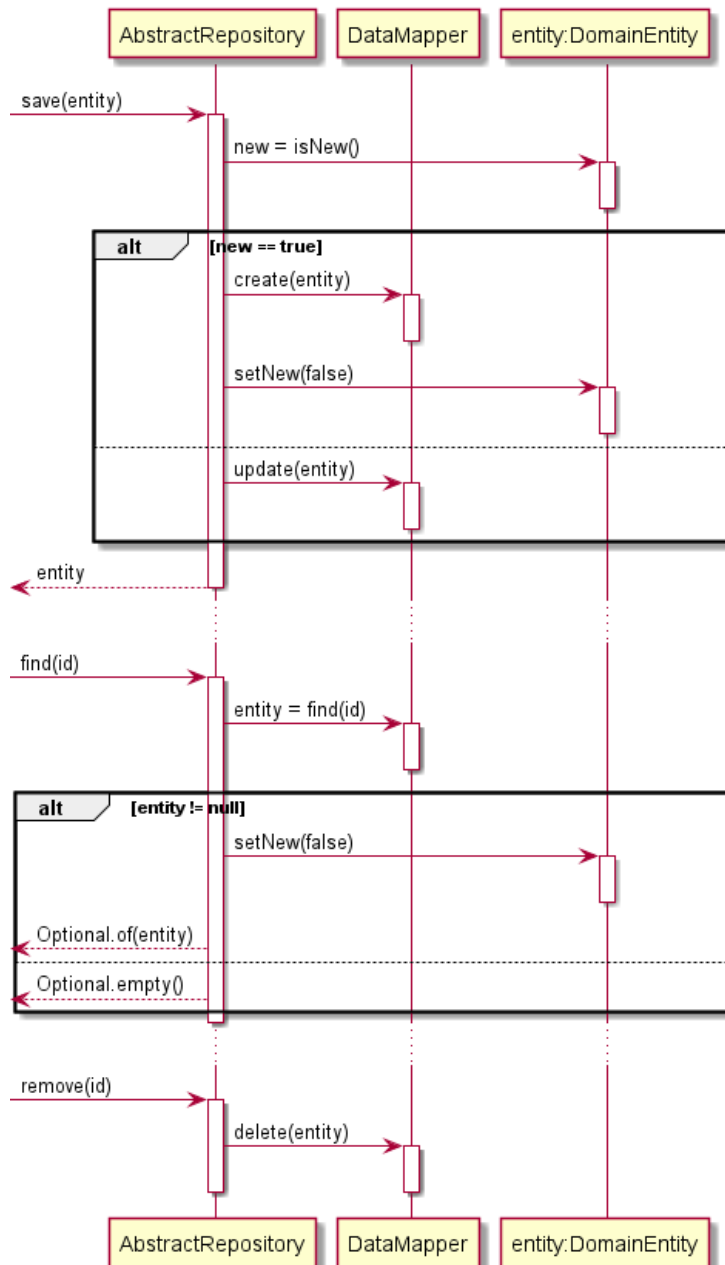 AbstractRepository
DataMapper
entity:DomainEntity
save(entity)
new = isNew()
alt
[new == true]
create(entity)
setNew(false)
update(entity)
entity
find(id)
entity = find(id)
alt
[entity != null]
setNew(false)
Optional.of(entity)
Optional.empty()
remove(id)
delete(entity)
AbstractRepository
DataMapper
entity:DomainEntity